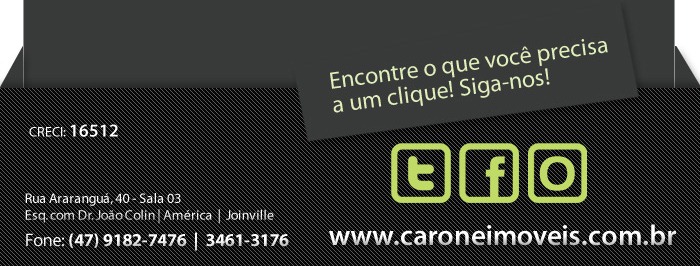 Encontre o que você precisa
a um clique! Siga-nos!
CRECI: 16512
Rua Araranguá, 40 - Sala 03
Esq. com Dr. João Colin | América | Joinville
Fone: (47) 9182-7476 | 3461-3176
www.caroneimoveis.com.br